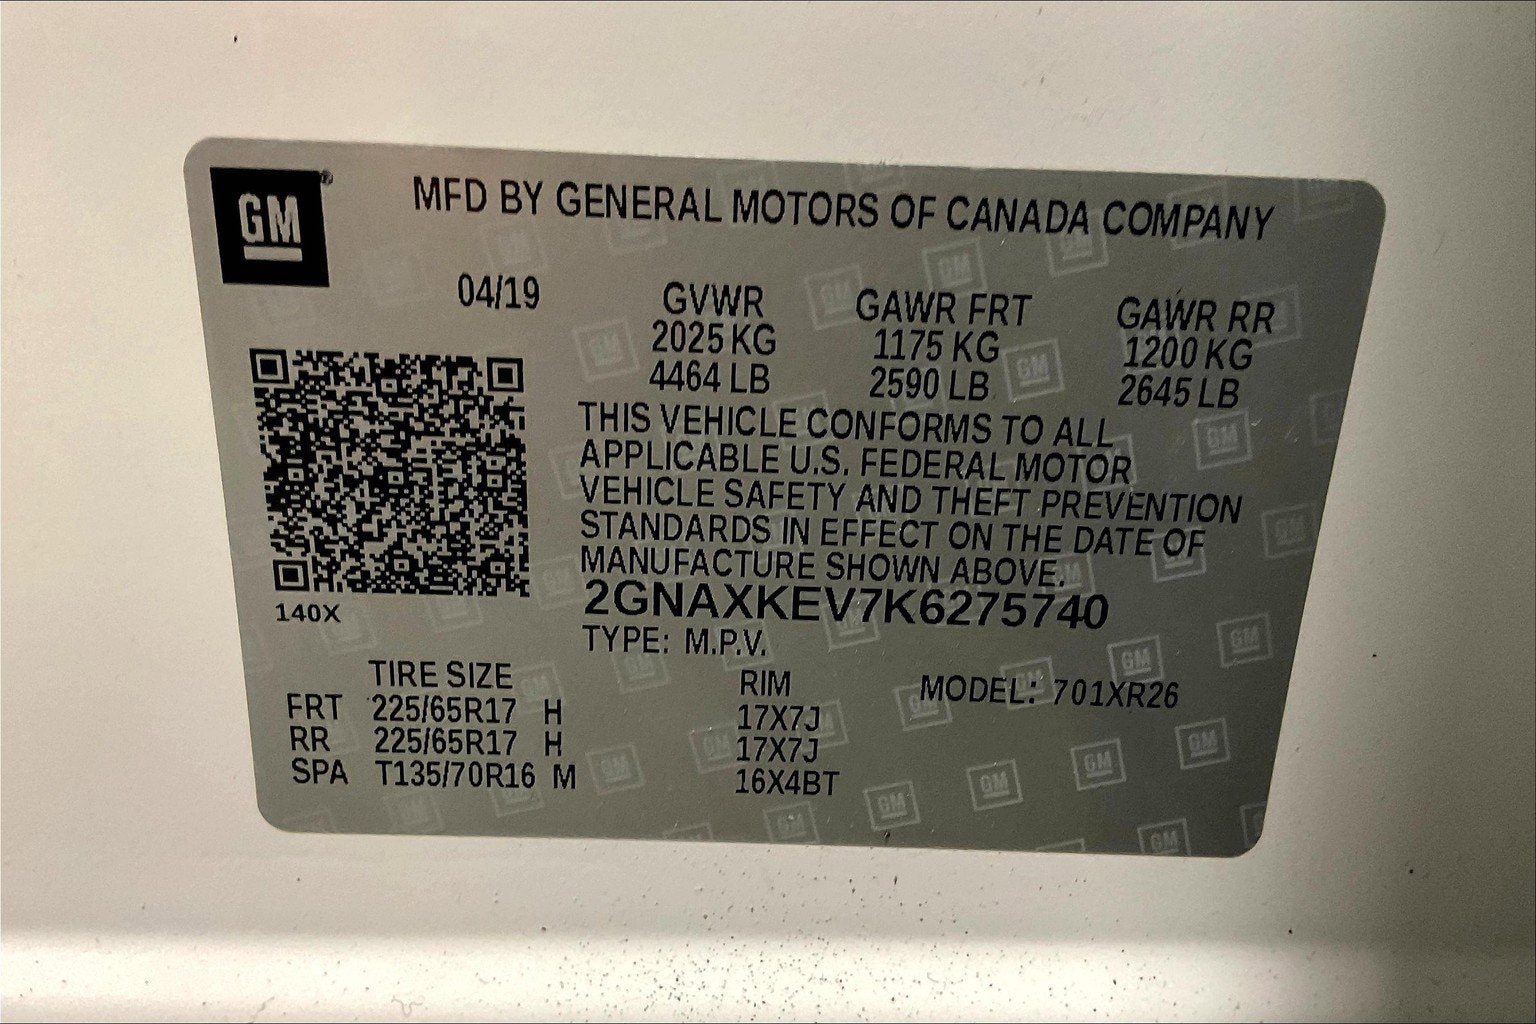 GM
MFD BY GENERAL MOTORS OF CANADA COMPANY
04/19 GVWR GAWR FRT GAWR RR
2025 KG 1175 KG 1200 KG
4464 LB 2590 LB 2645 LB
THIS VEHICLE CONFORMS TO ALL
APPLICABLE U.S. FEDERAL MOTOR
VEHICLE SAFETY AND THEFT PREVENTION
STANDARDS IN EFFECT ON THE DATE OF
MANUFACTURE SHOWN ABOVE.
140X 2GNAXKEV7K6275740
TYPE: M.P.V.
TIRE SIZE RIM MODEL: 701XR26
FRT 225/65R17 H 17X7J
RR 225/65R17 H 17X7J
SPA T135/70R16 M 16X4BT